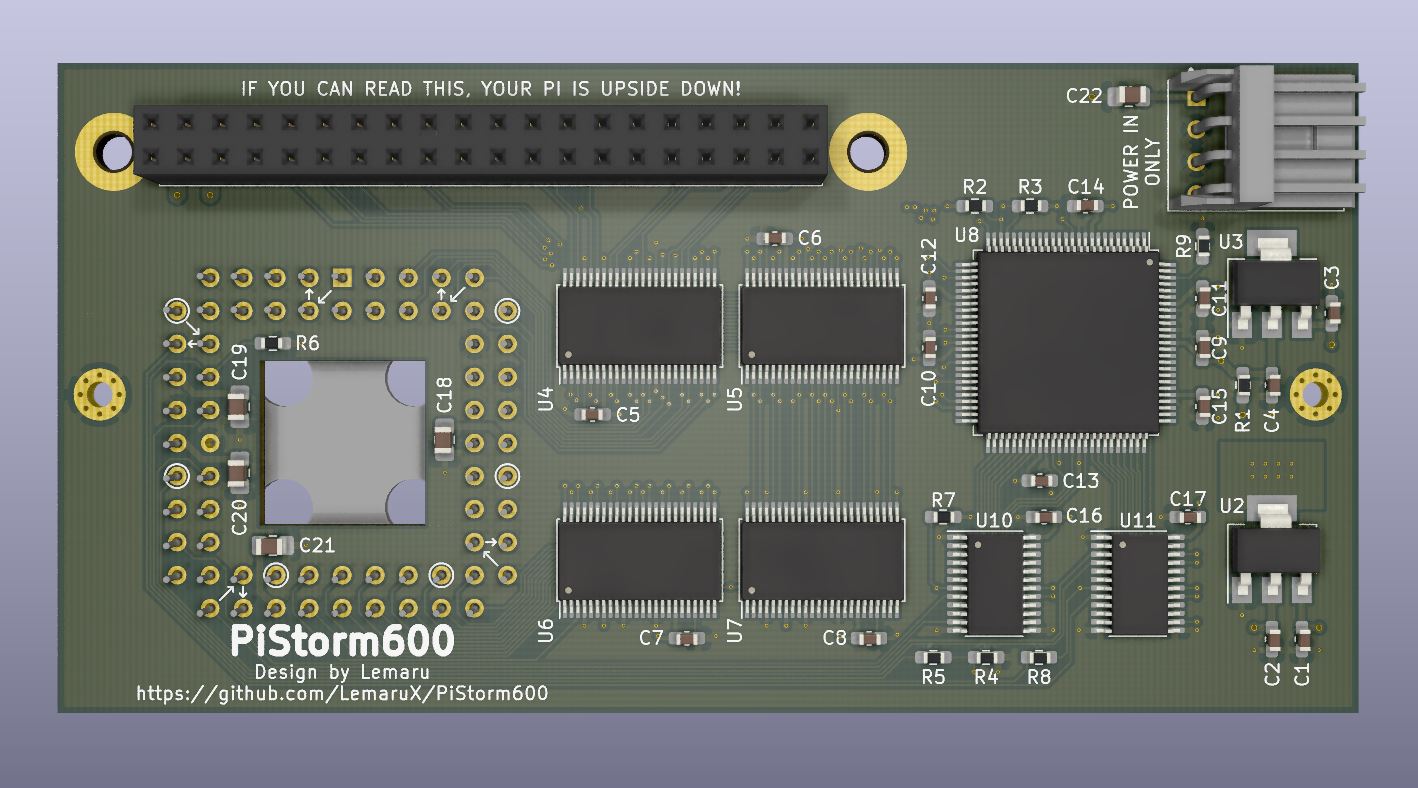 IF YOU CAN READ THIS, YOUR PI IS UPSIDE DOWN!
C22
POWER IN
ONLY
R2
R3
C14
U8
C6
C12
R9
U3
C3
C11
R6
C19
C9
C10
C18
U4
C5
U5
C15
R1
C4
C13
C20
R7
C16
U10
U11
C17
U2
C21
U6
C7
U7
C8
PiStorm600
Design by Lemaru
https://github.com/LemaruX/PiStorm600
R5
R4
R8
C2
C1